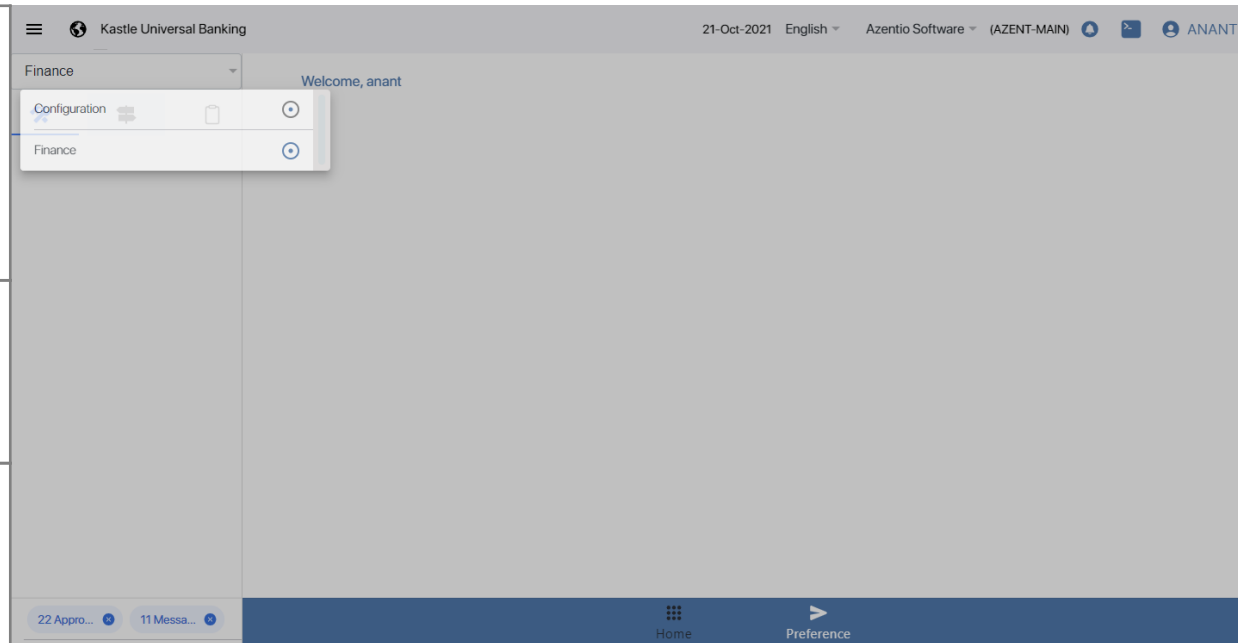 Kastle Universal Banking 21-Oct-2021 English Azentio Software (AZENT-MAIN) ANANT
Finance
Welcome, anant
Configuration
Finance
22 Appro... 11 Messa...
Home Preference